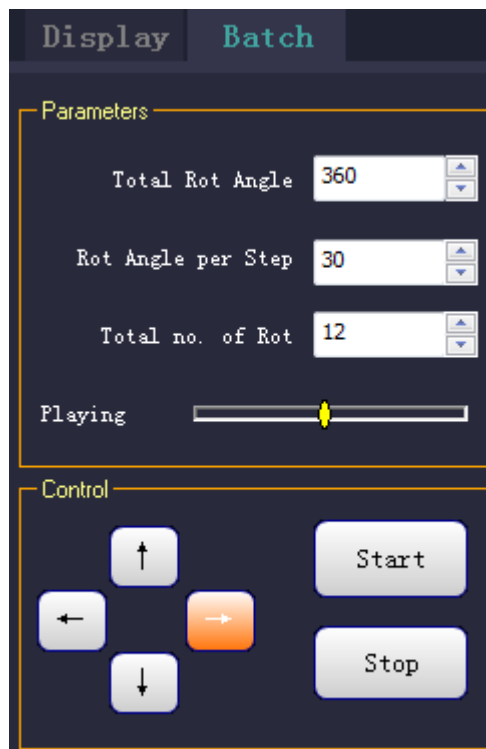 Display Batch
Parameters
Total Rot Angle 360
Rot Angle per Step 30
Total no. of Rot 12
Playing
Control
Start
Stop